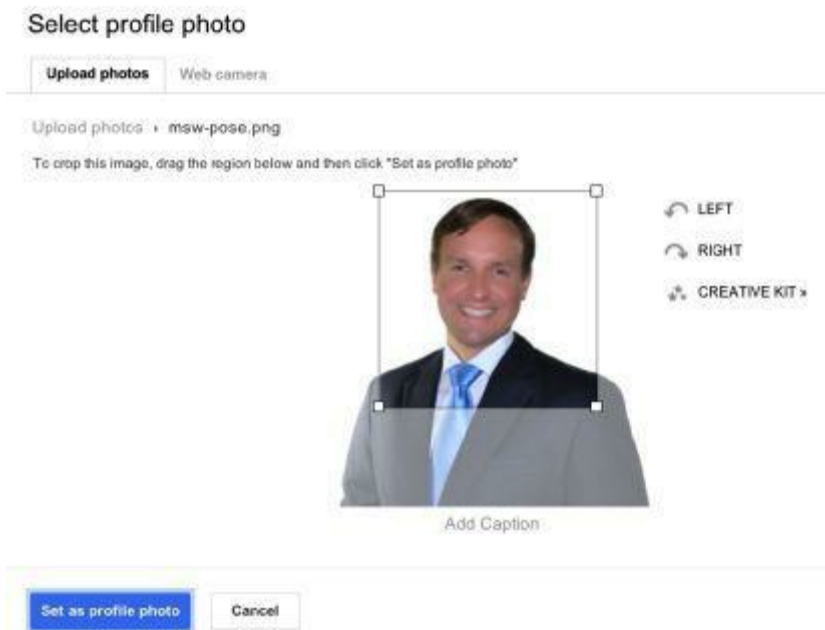 Select profile photo
Upload photos Web camera
Upload photos › msw-pose.png
To crop this image, drag the region below and then click "Set as profile photo"
LEFT
RIGHT
CREATIVE KIT »
Add Caption
Set as profile photo Cancel